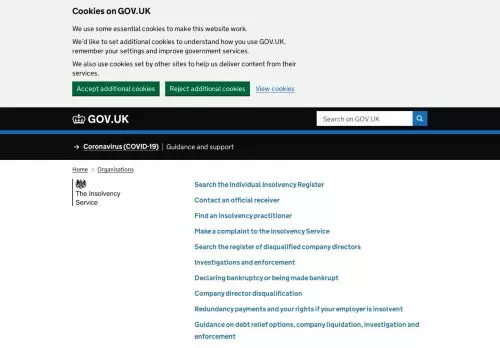 Cookies on GOV.UK
We use some essential cookies to make this website work.
We'd like to set additional cookies to understand how you use GOV.UK,
remember your settings and improve government services.
We also use cookies set by other sites to help us deliver content from their
services.
Accept additional cookies
Reject additional cookies
View cookies
GOV.UK
Search on GOV.UK
→ Coronavirus (COVID-19) Guidance and support
Home > Organisations
The Insolvency
Service
Search the Individual Insolvency Register
Contact an official receiver
Find an insolvency practitioner
Make a complaint to the Insolvency Service
Search the register of disqualified company directors
Investigations and enforcement
Declaring bankruptcy or being made bankrupt
Company director disqualification
Redundancy payments and your rights if your employer is insolvent
Guidance on debt relief options, company liquidation, investigation and
enforcement